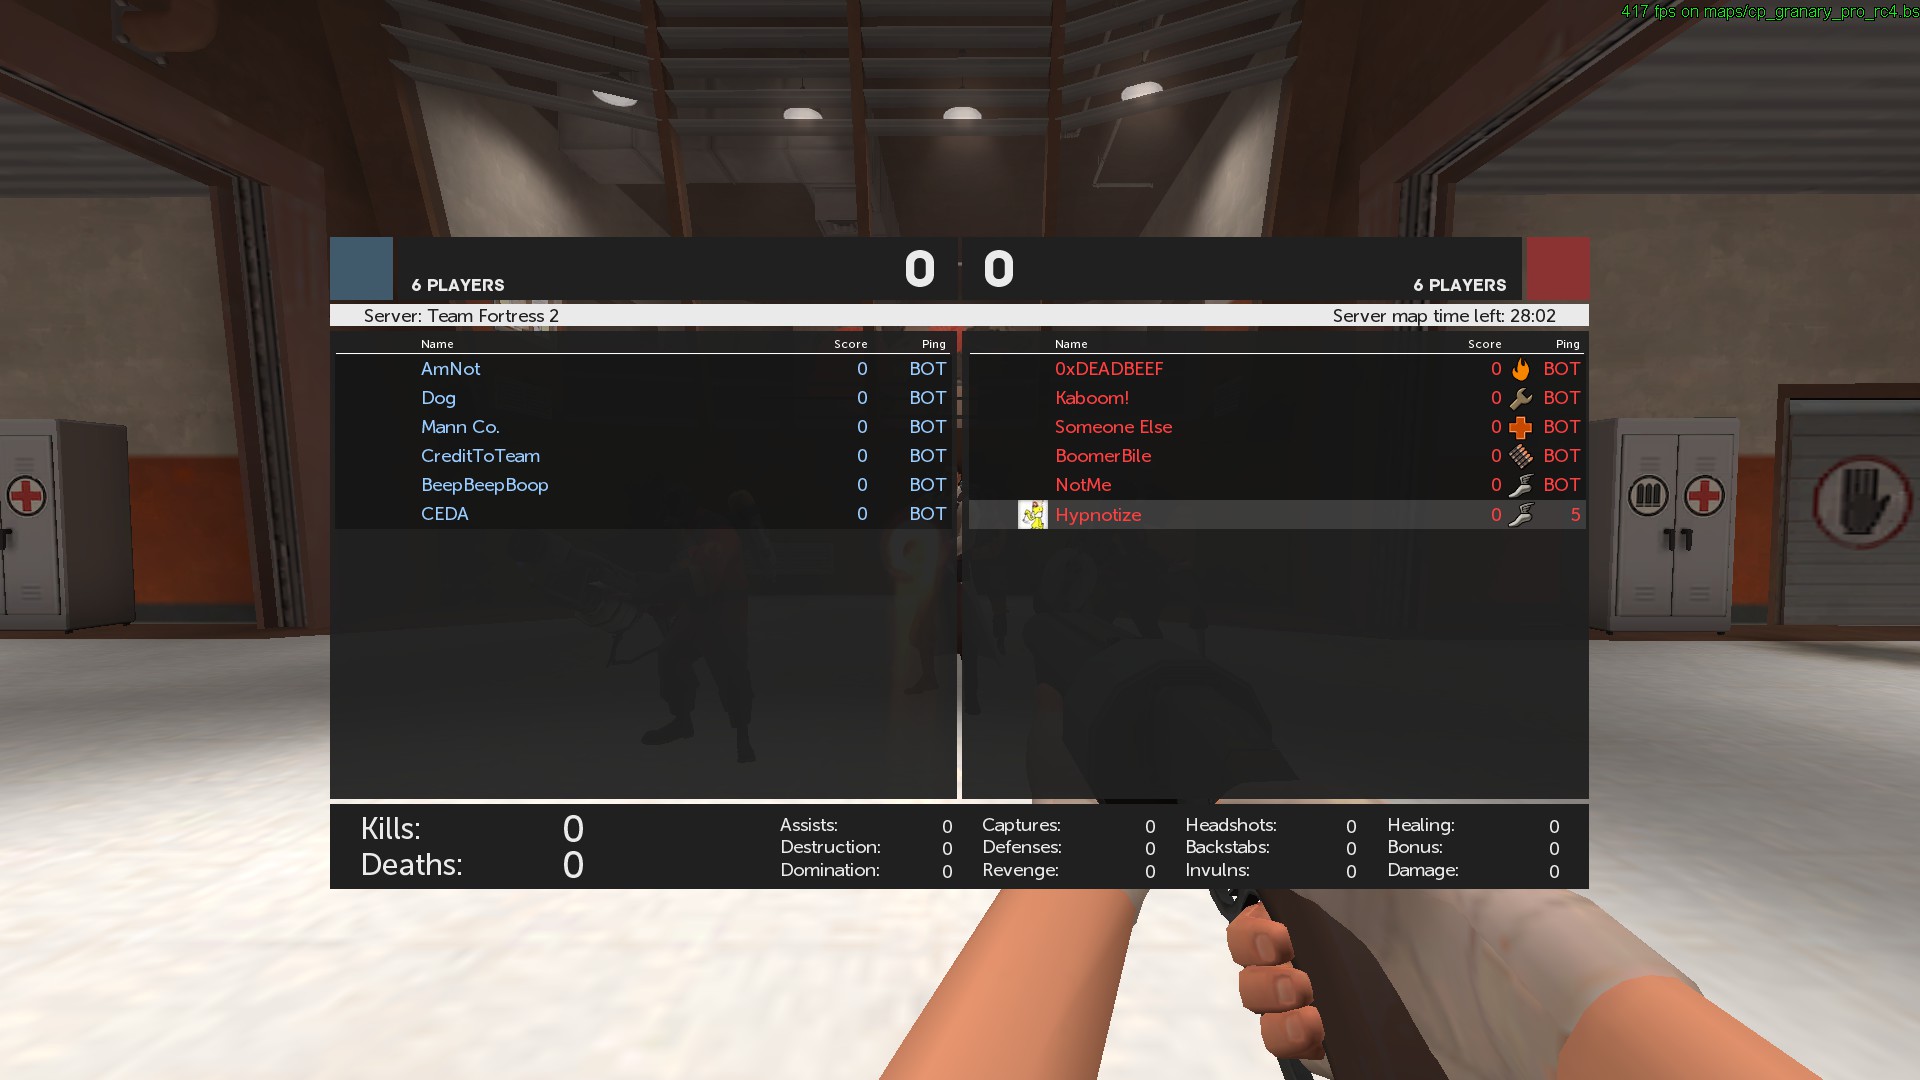 417 fps on maps/cp_granary_pro_rc4.bs
6 PLAYERS 0 0 6 PLAYERS
Server: Team Fortress 2 Server map time left: 28:02
Name Score Ping Name Score Ping
AmNot 0 BOT 0xDEADBEEF 0 BOT
Dog 0 BOT Kaboom! 0 BOT
Mann Co. 0 BOT Someone Else 0 BOT
CreditToTeam 0 BOT BoomerBile 0 BOT
BeepBeepBoop 0 BOT NotMe 0 BOT
CEDA 0 BOT Hypnotize 0 5
Kills: 0 Assists: 0 Captures: 0 Headshots: 0 Healing: 0
Destruction: 0 Defenses: 0 Backstabs: 0 Bonus: 0
Deaths: 0 Domination: 0 Revenge: 0 Invulns: 0 Damage: 0